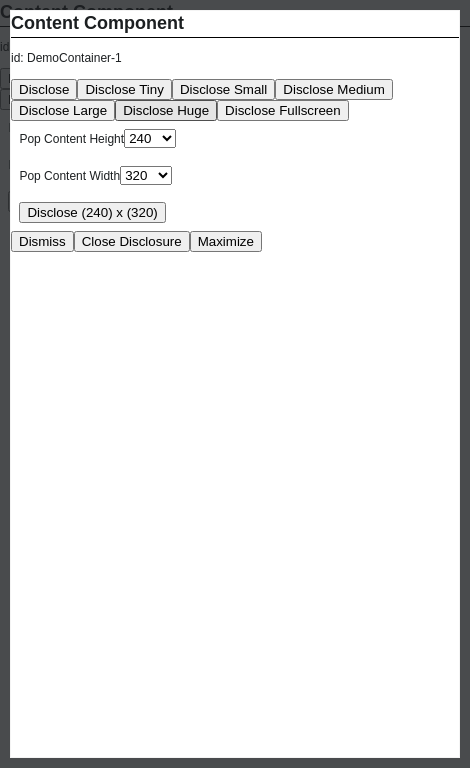 Content Component
id: DemoContainer-1
Disclose Disclose Tiny Disclose Small Disclose Medium
Disclose Large Disclose Huge Disclose Fullscreen
Pop Content Height 240
Pop Content Width 320
Disclose (240) x (320)
Dismiss Close Disclosure Maximize